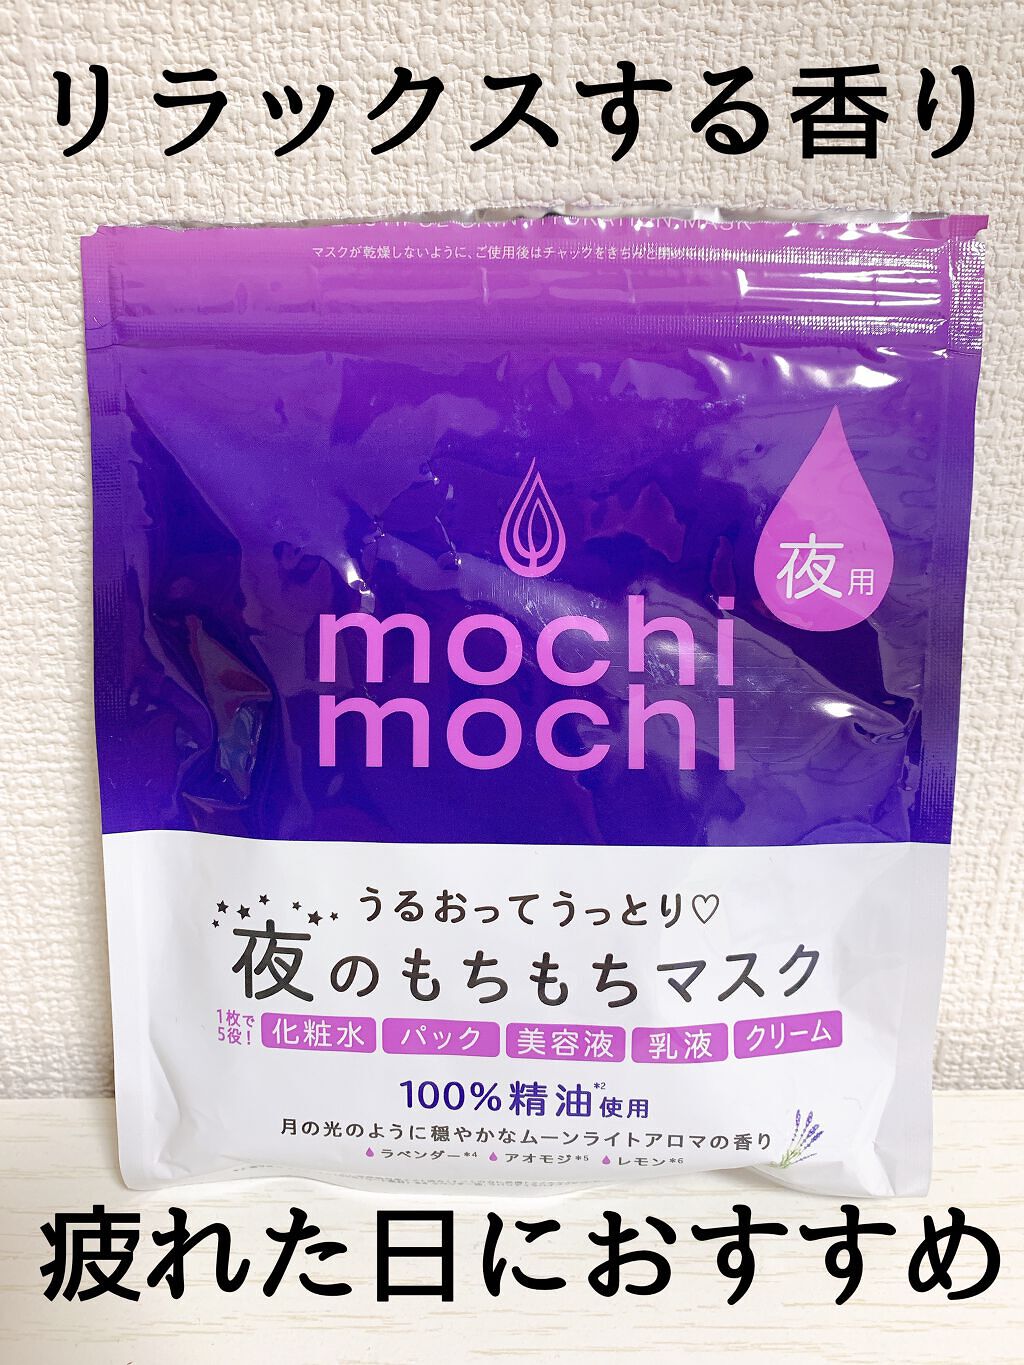 リラックスする香り
MASK
マスクが乾燥しないように、ご使用後はチャックをきちんと閉め
夜用
mochi
mochi
うるおってうっとり♡
夜のもちもちマスク
1枚で
5役!
化粧水 パック 美容液 乳液 クリーム
100%精油*2使用
月の光のように穏やかなムーンライトアロマの香り
ラベンダー*4 アオモジ*5 レモン*6
疲れた日におすすめ